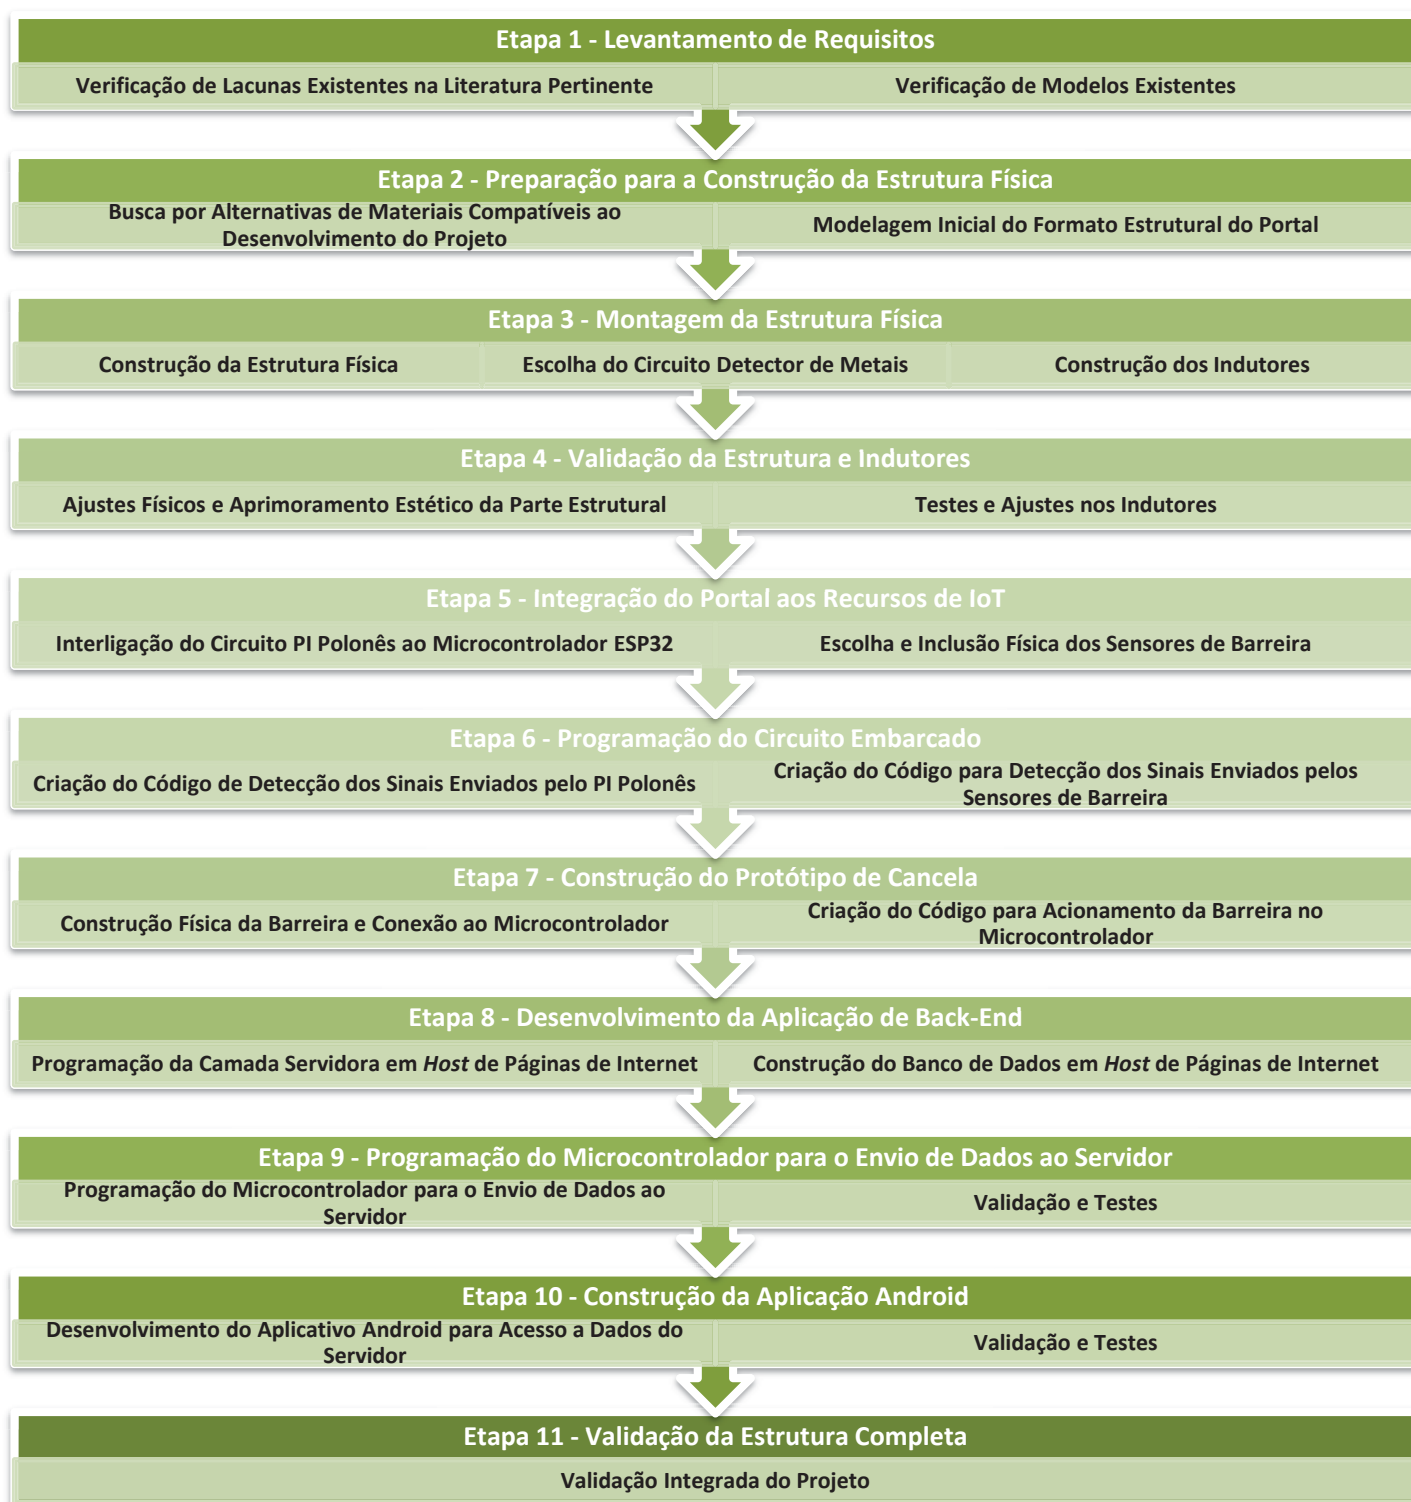 Etapa 1 - Levantamento de Requisitos
Verificação de Lacunas Existentes na Literatura Pertinente
Verificação de Modelos Existentes
Etapa 2 - Preparação para a Construção da Estrutura Física
Busca por Alternativas de Materiais Compatíveis ao
Desenvolvimento do Projeto
Modelagem Inicial do Formato Estrutural do Portal
Etapa 3 - Montagem da Estrutura Física
Construção da Estrutura Física
Escolha do Circuito Detector de Metais
Construção dos Indutores
Etapa 4 - Validação da Estrutura e Indutores
Ajustes Físicos e Aprimoramento Estético da Parte Estrutural
Testes e Ajustes nos Indutores
Etapa 5 - Integração do Portal aos Recursos de IoT
Interligação do Circuito PI Polonês ao Microcontrolador ESP32
Escolha e Inclusão Física dos Sensores de Barreira
Etapa 6 - Programação do Circuito Embarcado
Criação do Código de Detecção dos Sinais Enviados pelo PI Polonês
Criação do Código para Detecção dos Sinais Enviados pelos
Sensores de Barreira
Etapa 7 - Construção do Protótipo de Cancela
Construção Física da Barreira e Conexão ao Microcontrolador
Criação do Código para Acionamento da Barreira no
Microcontrolador
Etapa 8 - Desenvolvimento da Aplicação de Back-End
Programação da Camada Servidora em Host de Páginas de Internet
Construção do Banco de Dados em Host de Páginas de Internet
Etapa 9 - Programação do Microcontrolador para o Envio de Dados ao Servidor
Programação do Microcontrolador para o Envio de Dados ao
Servidor
Validação e Testes
Etapa 10 - Construção da Aplicação Android
Desenvolvimento do Aplicativo Android para Acesso a Dados do
Servidor
Validação e Testes
Etapa 11 - Validação da Estrutura Completa
Validação Integrada do Projeto